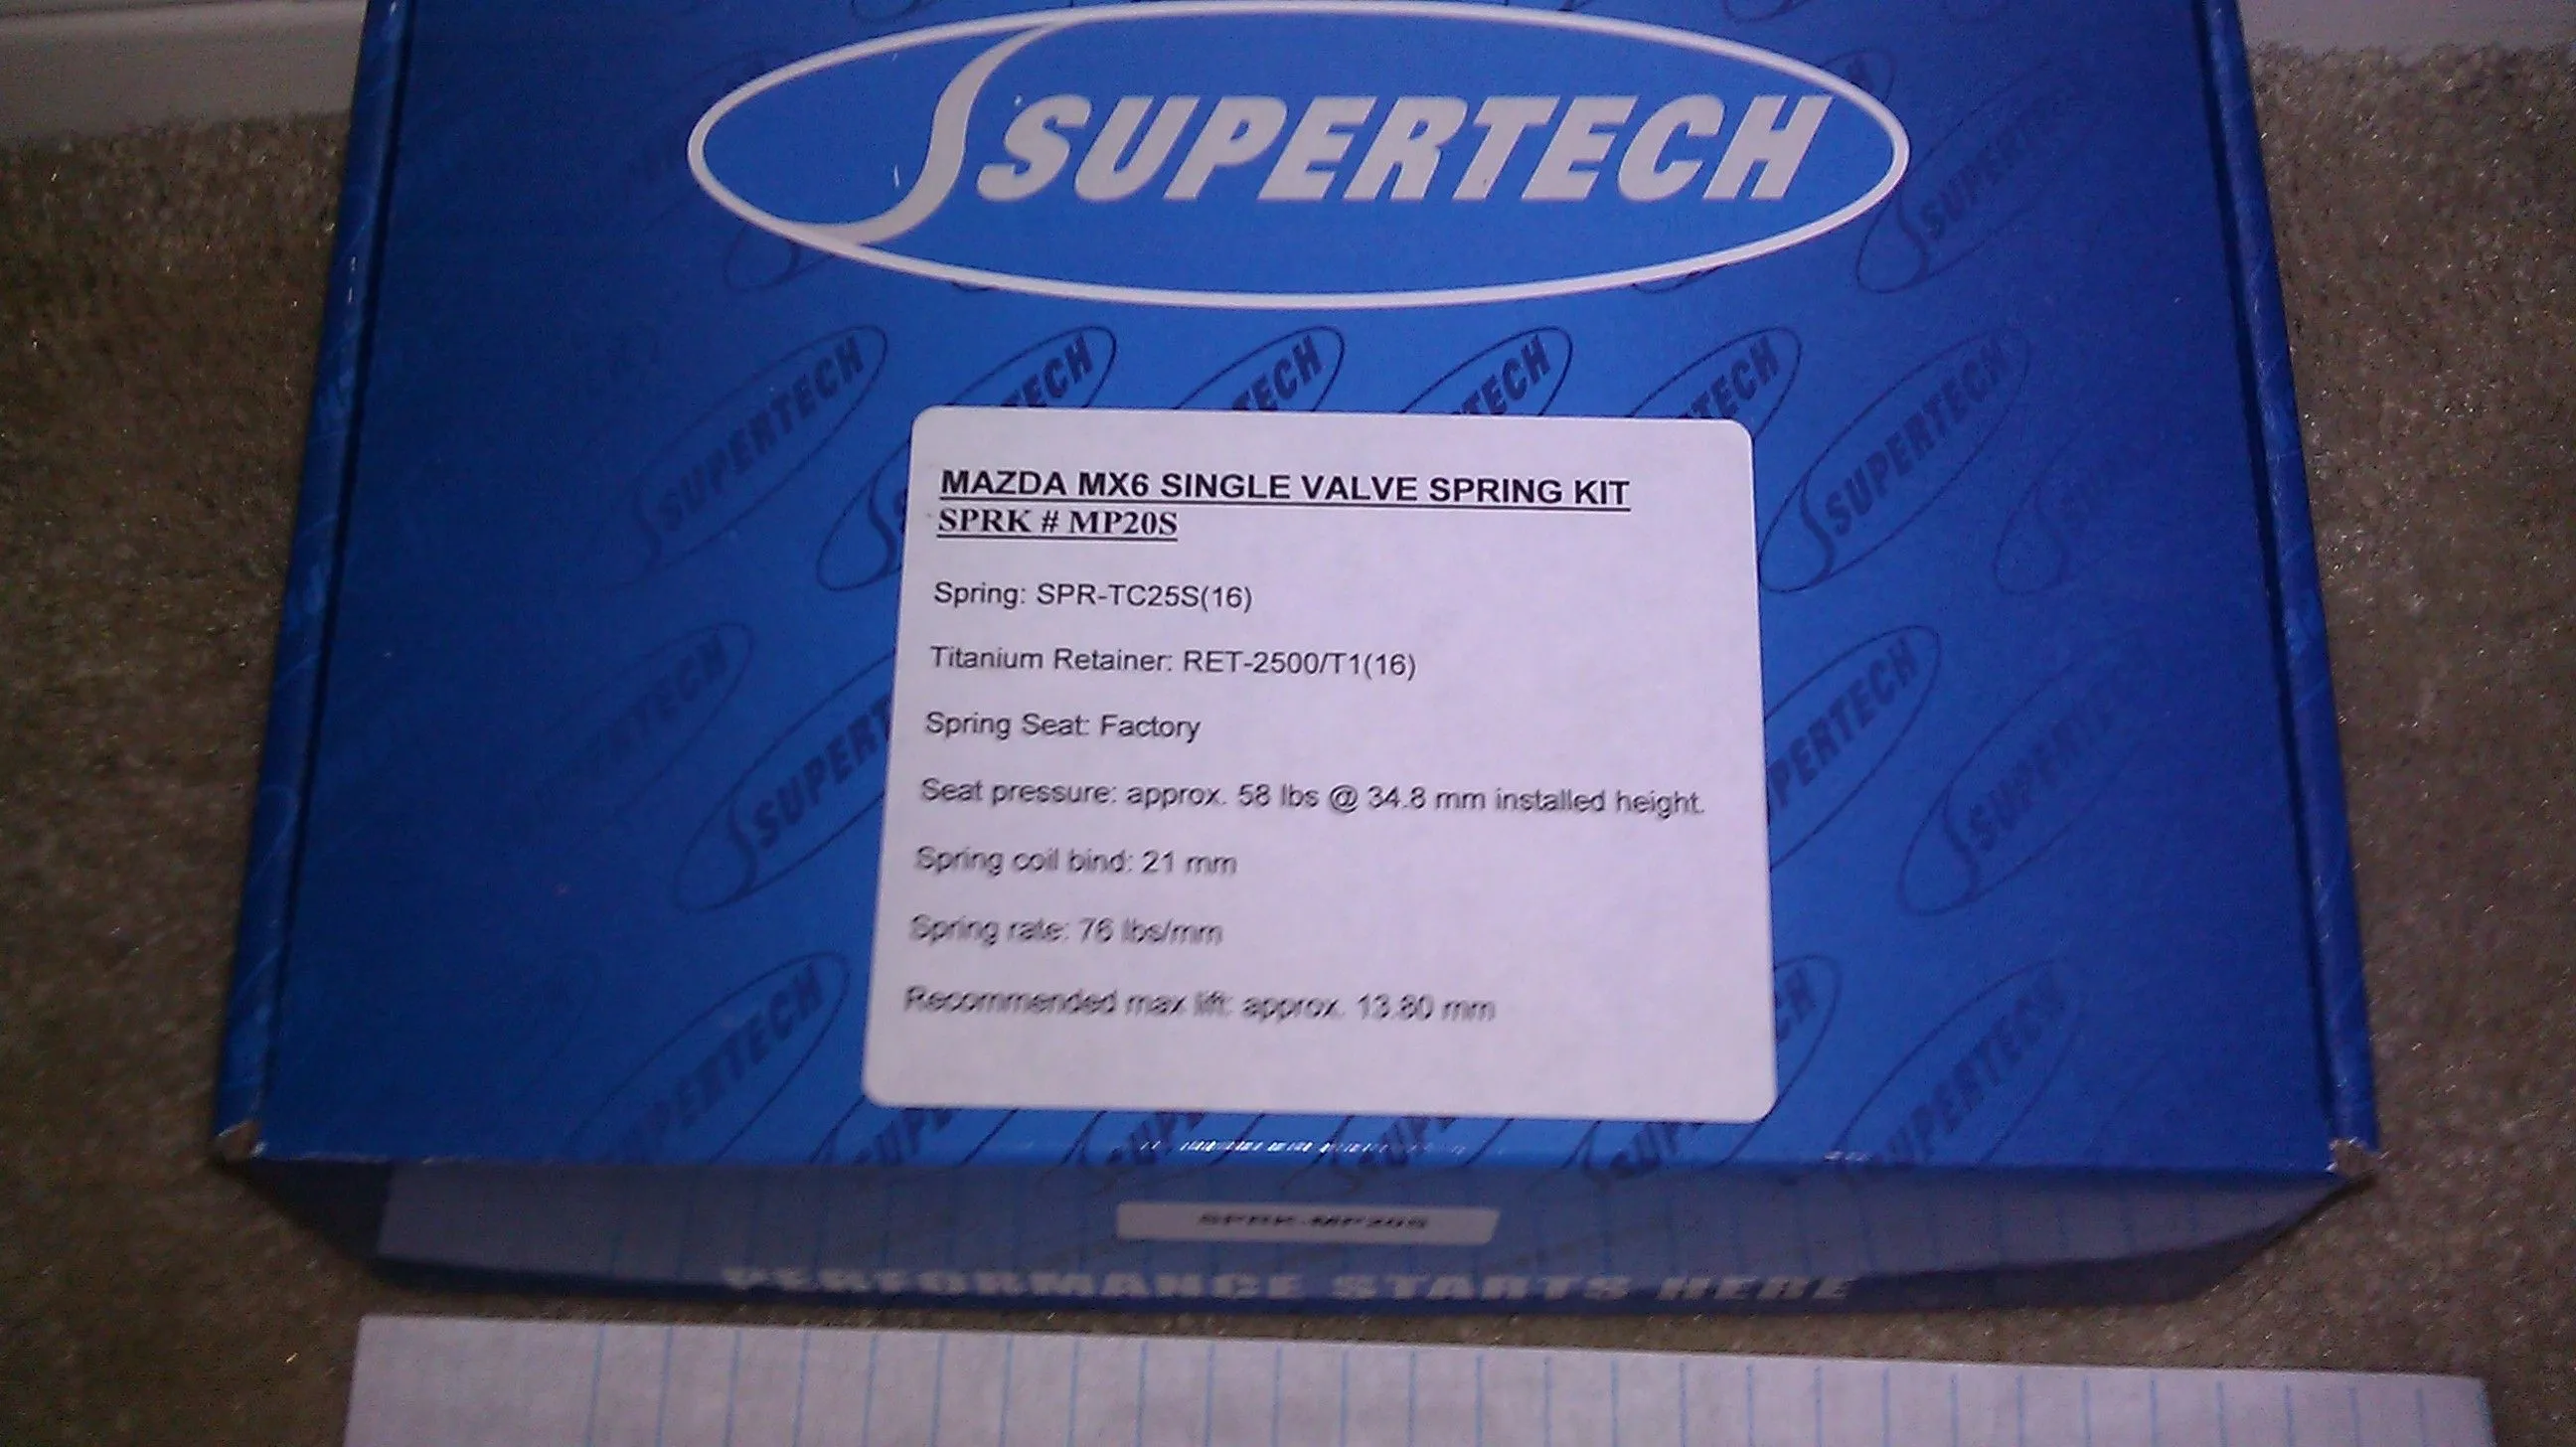 SUPERTECH
MAZDA MX6 SINGLE VALVE SPRING KIT
SPRK # MP20S
Spring: SPR-TC25S(16)
Titanium Retainer: RET-2500/T1(16)
Spring Seat: Factory
Seat pressure: approx. 58 lbs @ 34.8 mm installed height.
Spring coil bind: 21 mm
Spring rate: 76 lbs/mm
Recommended max lift: approx. 13.80 mm
SPRK-MP20S
PERFORMANCE STARTS HERE